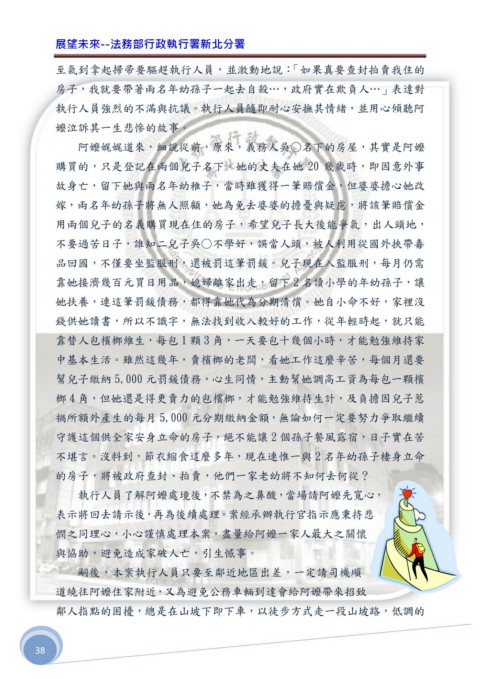 展望未來--法務部行政執行署新北分署
至氣到拿起掃帚要驅趕執行人員，並激動地說：「如果真要查封拍賣我住的
房子，我就要帶著兩名年幼孫子一起去自殺…，政府實在欺負人…」表達對
執行人員強烈的不滿與抗議。執行人員隨即耐心安撫其情緒，並用心傾聽阿
嬤泣訴其一生悲慘的故事。
阿嬤娓娓道來，細說從前，原來，義務人吳○名下的房屋，其實是阿嬤
購買的，只是登記在兩個兒子名下。她的丈夫在她 20 幾歲時，即因意外事
故身亡，留下她與兩名年幼稚子，當時雖獲得一筆賠償金，但婆婆擔心她改
嫁，兩名年幼孫子將無人照顧，她為免去婆婆的擔憂與疑慮，將該筆賠償金
用兩個兒子的名義購買現在住的房子，希望兒子長大後能爭氣，出人頭地，
不要過苦日子，誰知二兒子吳○不學好，誤當人頭，被人利用從國外挾帶毒
品回國，不僅要坐監服刑，還被罰這筆罰鍰。兒子現在入監服刑，每月仍需
靠她接濟幾百元買日用品，媳婦離家出走，留下 2 名讀小學的年幼孫子，讓
她扶養，連這筆罰鍰債務，都得靠她代為分期清償。她自小命不好，家裡沒
錢供她讀書，所以不識字，無法找到收入較好的工作，從年輕時起，就只能
靠替人包檳榔維生，每包 1 顆 3 角，一天要包十幾個小時，才能勉強維持家
中基本生活。雖然這幾年，賣檳榔的老闆，看她工作這麼辛苦，每個月還要
幫兒子繳納 5,000 元罰鍰債務，心生同情，主動幫她調高工資為每包一顆檳
榔 4 角，但她還是得更賣力的包檳榔，才能勉強維持生計，及負擔因兒子惹
禍所額外產生的每月 5,000 元分期繳納金額，無論如何一定要努力爭取繼續
守護這個供全家安身立命的房子，絕不能讓 2 個孫子餐風露宿，日子實在苦
不堪言。沒料到，節衣縮食這麼多年，現在連惟一與 2 名年幼孫子棲身立命
的房子，將被政府查封、拍賣，他們一家老幼將不知何去何從？
執行人員了解阿嬤處境後，不禁為之鼻酸，當場請阿嬤先寬心，
表示將回去請示後，再為後續處理。案經承辦執行官指示應秉持悲
憫之同理心，小心謹慎處理本案，盡量給阿嬤一家人最大之關懷
與協助，避免造成家破人亡，引生憾事。
嗣後，本案執行人員只要至鄰近地區出差，一定請司機順
道繞往阿嬤住家附近，又為避免公務車輛到達會給阿嬤帶來招致
鄰人指點的困擾，總是在山坡下即下車，以徒步方式走一段山坡路，低調的
38